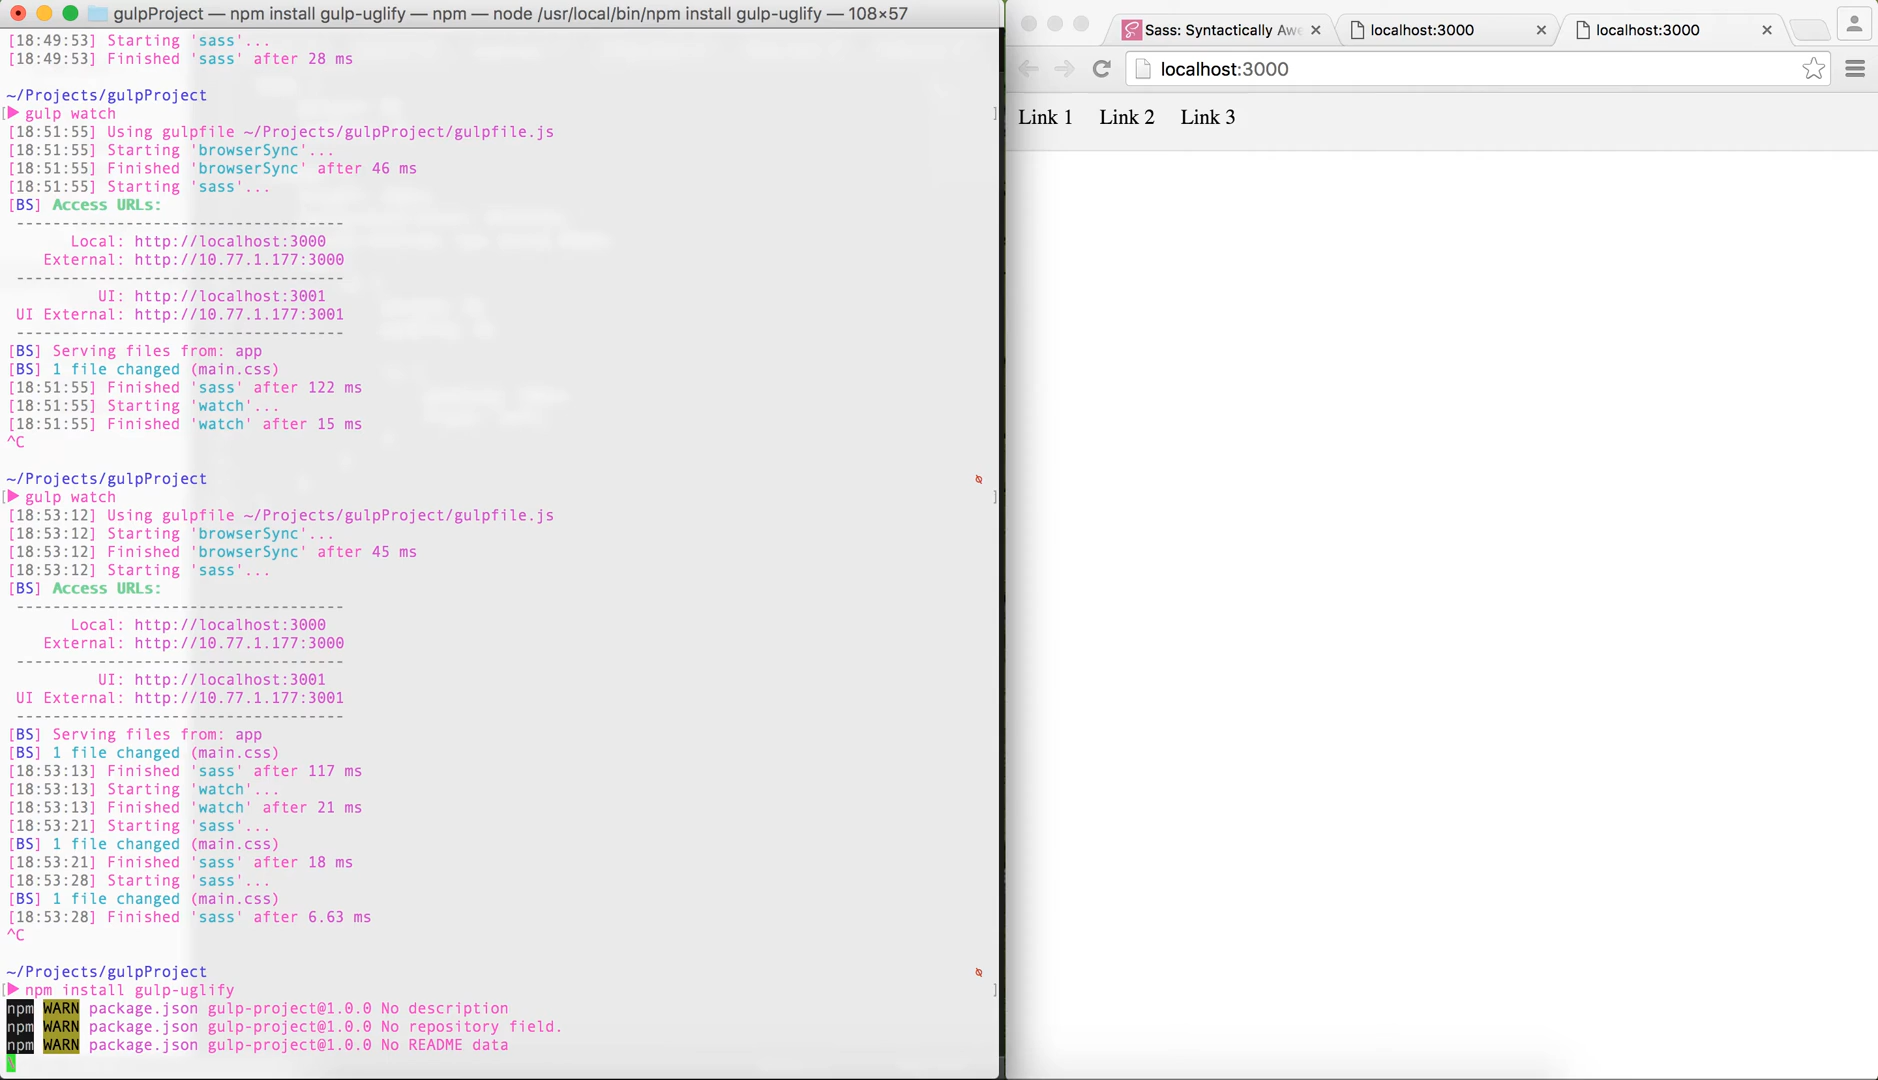 gulpProject — npm install gulp-uglify — npm — node /usr/local/bin/npm install gulp-uglify — 108×57
[18:49:53] Starting 'sass'...
[18:49:53] Finished 'sass' after 28 ms
~/Projects/gulpProject
[▶ gulp watch ]
[18:51:55] Using gulpfile ~/Projects/gulpProject/gulpfile.js
[18:51:55] Starting 'browserSync'...
[18:51:55] Finished 'browserSync' after 46 ms
[18:51:55] Starting 'sass'...
[BS] Access URLs:
------------------------------------
Local: http://localhost:3000
External: http://10.77.1.177:3000
------------------------------------
UI: http://localhost:3001
UI External: http://10.77.1.177:3001
------------------------------------
[BS] Serving files from: app
[BS] 1 file changed (main.css)
[18:51:55] Finished 'sass' after 122 ms
[18:51:55] Starting 'watch'...
[18:51:55] Finished 'watch' after 15 ms
^C
~/Projects/gulpProject
[▶ gulp watch ]
[18:53:12] Using gulpfile ~/Projects/gulpProject/gulpfile.js
[18:53:12] Starting 'browserSync'...
[18:53:12] Finished 'browserSync' after 45 ms
[18:53:12] Starting 'sass'...
[BS] Access URLs:
------------------------------------
Local: http://localhost:3000
External: http://10.77.1.177:3000
------------------------------------
UI: http://localhost:3001
UI External: http://10.77.1.177:3001
------------------------------------
[BS] Serving files from: app
[BS] 1 file changed (main.css)
[18:53:13] Finished 'sass' after 117 ms
[18:53:13] Starting 'watch'...
[18:53:13] Finished 'watch' after 21 ms
[18:53:21] Starting 'sass'...
[BS] 1 file changed (main.css)
[18:53:21] Finished 'sass' after 18 ms
[18:53:28] Starting 'sass'...
[BS] 1 file changed (main.css)
[18:53:28] Finished 'sass' after 6.63 ms
^C
~/Projects/gulpProject
[▶ npm install gulp-uglify ]
npm WARN package.json gulp-project@1.0.0 No description
npm WARN package.json gulp-project@1.0.0 No repository field.
npm WARN package.json gulp-project@1.0.0 No README data
Sass: Syntactically Awe
localhost:3000
localhost:3000
localhost:3000
Link 1 Link 2 Link 3